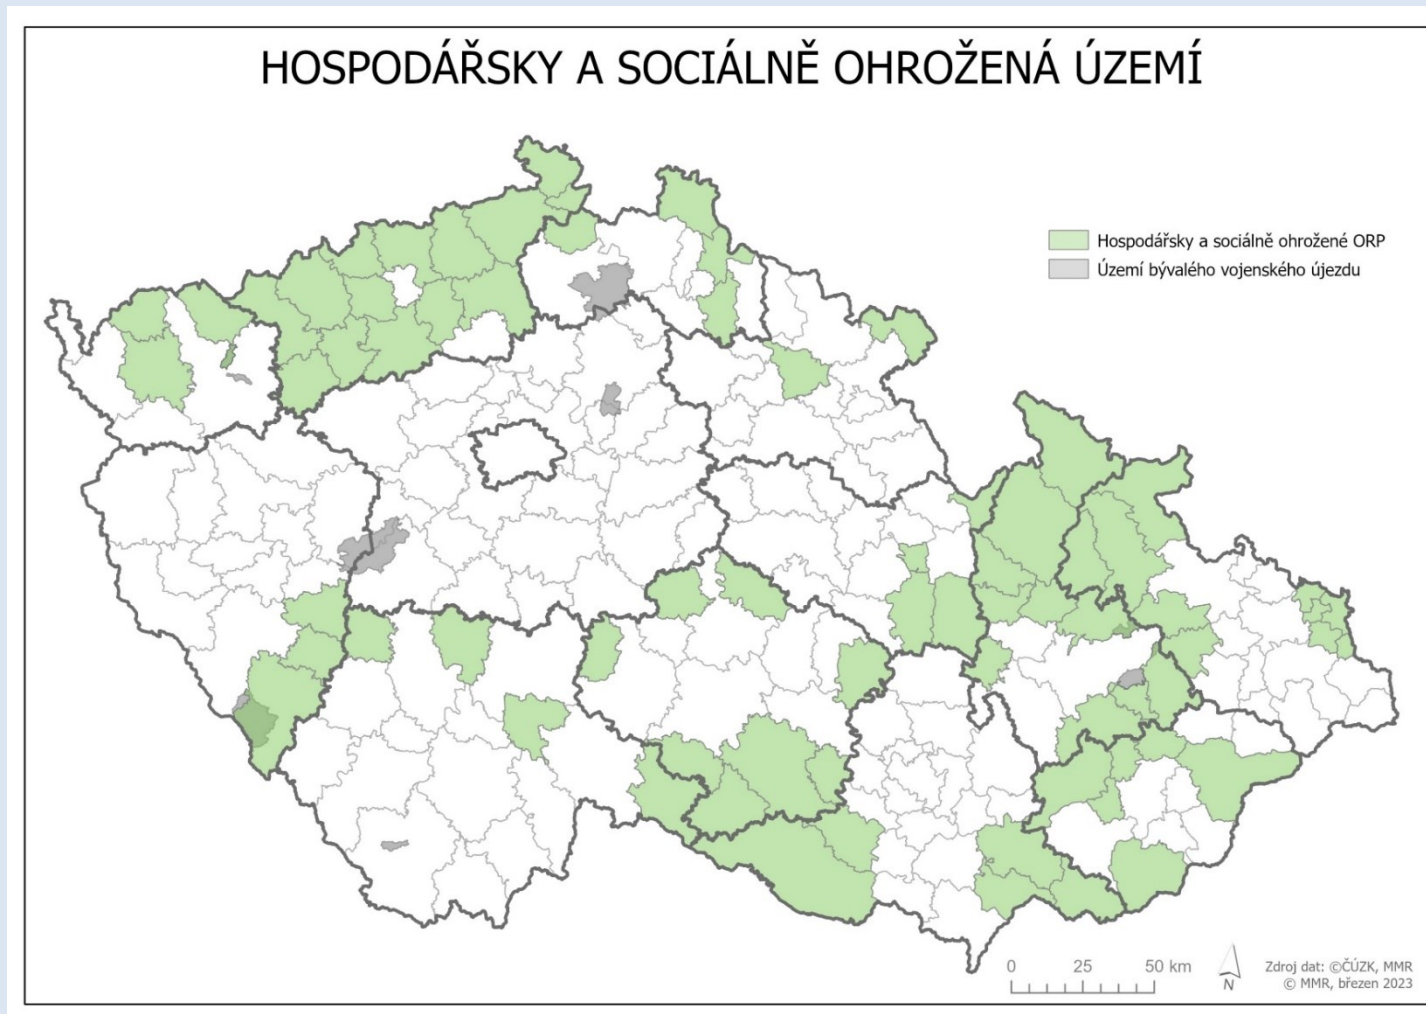 HOSPODÁŘSKY A SOCIÁLNĚ OHROŽENÁ ÚZEMÍ
Hospodářsky a sociálně ohrožené ORP
Území bývalého vojenského újezdu
0 25 50 km
N
Zdroj dat: ©ČÚZK, MMR
© MMR, březen 2023